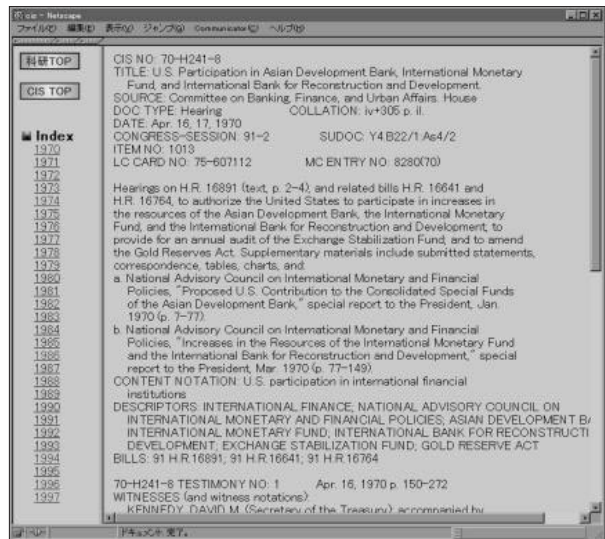 cis - Netscape
ファイル(F) 編集(E) 表示(V) ジャンプ(G) Communicator(C) ヘルプ(H)
科研TOP
CIS TOP
Index
1970
1971
1972
1973
1974
1975
1976
1977
1978
1979
1980
1981
1982
1983
1984
1985
1986
1987
1988
1989
1990
1991
1992
1993
1994
1995
1996
1997
CIS NO: 70-H241-8
TITLE: U.S. Participation in Asian Development Bank, International Monetary
Fund, and International Bank for Reconstruction and Development.
SOURCE: Committee on Banking, Finance, and Urban Affairs. House
DOC TYPE: Hearing COLLATION: iv+305 p. il.
DATE: Apr. 16, 17, 1970
CONGRESS-SESSION: 91-2 SUDOC: Y4.B22/1:As4/2
ITEM NO: 1013
LC CARD NO: 75-607112 MC ENTRY NO: 8280(70)
Hearings on H.R. 16891 (text, p. 2-4), and related bills H.R. 16641 and
H.R. 16764, to authorize the United States to participate in increases in
the resources of the Asian Development Bank, the International Monetary
Fund, and the International Bank for Reconstruction and Development, to
provide for an annual audit of the Exchange Stabilization Fund; and to amend
the Gold Reserves Act. Supplementary materials include submitted statements,
correspondence, tables, charts, and:
a. National Advisory Council on International Monetary and Financial
Policies, "Proposed U.S. Contribution to the Consolidated Special Funds
of the Asian Development Bank," special report to the President, Jan.
1970 (p. 7-77).
b. National Advisory Council on International Monetary and Financial
Policies, "Increases in the Resources of the International Monetary Fund
and the International Bank for Reconstruction and Development," special
report to the President, Mar. 1970 (p. 77-149).
CONTENT NOTATION: U.S. participation in international financial
institutions
DESCRIPTORS: INTERNATIONAL FINANCE; NATIONAL ADVISORY COUNCIL ON
INTERNATIONAL MONETARY AND FINANCIAL POLICIES; ASIAN DEVELOPMENT BA
INTERNATIONAL MONETARY FUND; INTERNATIONAL BANK FOR RECONSTRUCTI
DEVELOPMENT; EXCHANGE STABILIZATION FUND; GOLD RESERVE ACT
BILLS: 91 H.R.16891; 91 H.R.16641; 91 H.R.16764
70-H241-8 TESTIMONY NO: 1 Apr. 16, 1970 p. 150-272
WITNESSES (and witness notations):
KENNEDY, DAVID M. (Secretary of the Treasury); accompanied by
ドキュメント: 完了。